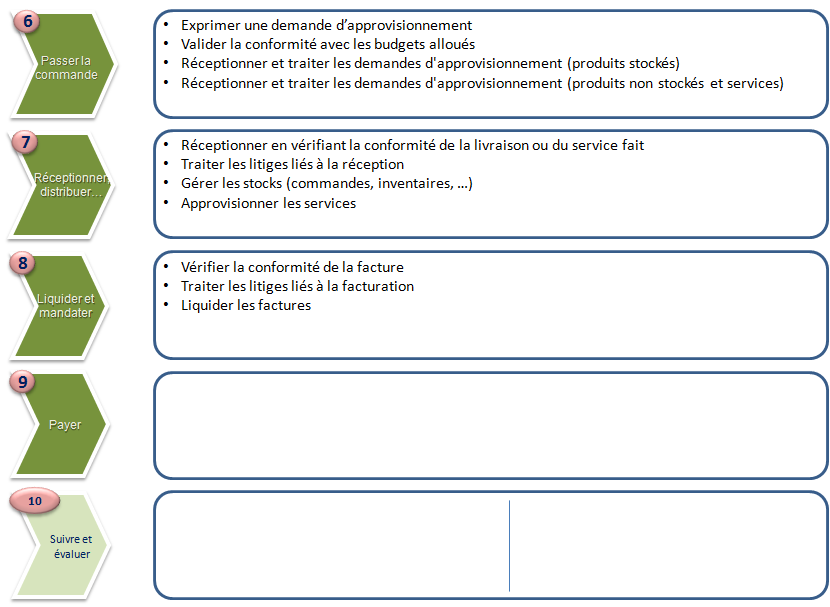 6
Passer la
commande
• Exprimer une demande d’approvisionnement
• Valider la conformité avec les budgets alloués
• Réceptionner et traiter les demandes d'approvisionnement (produits stockés)
• Réceptionner et traiter les demandes d'approvisionnement (produits non stockés et services)
7
Réceptionner,
distribuer…
• Réceptionner en vérifiant la conformité de la livraison ou du service fait
• Traiter les litiges liés à la réception
• Gérer les stocks (commandes, inventaires, …)
• Approvisionner les services
8
Liquider et
mandater
• Vérifier la conformité de la facture
• Traiter les litiges liés à la facturation
• Liquider les factures
9
Payer
10
Suivre et
évaluer